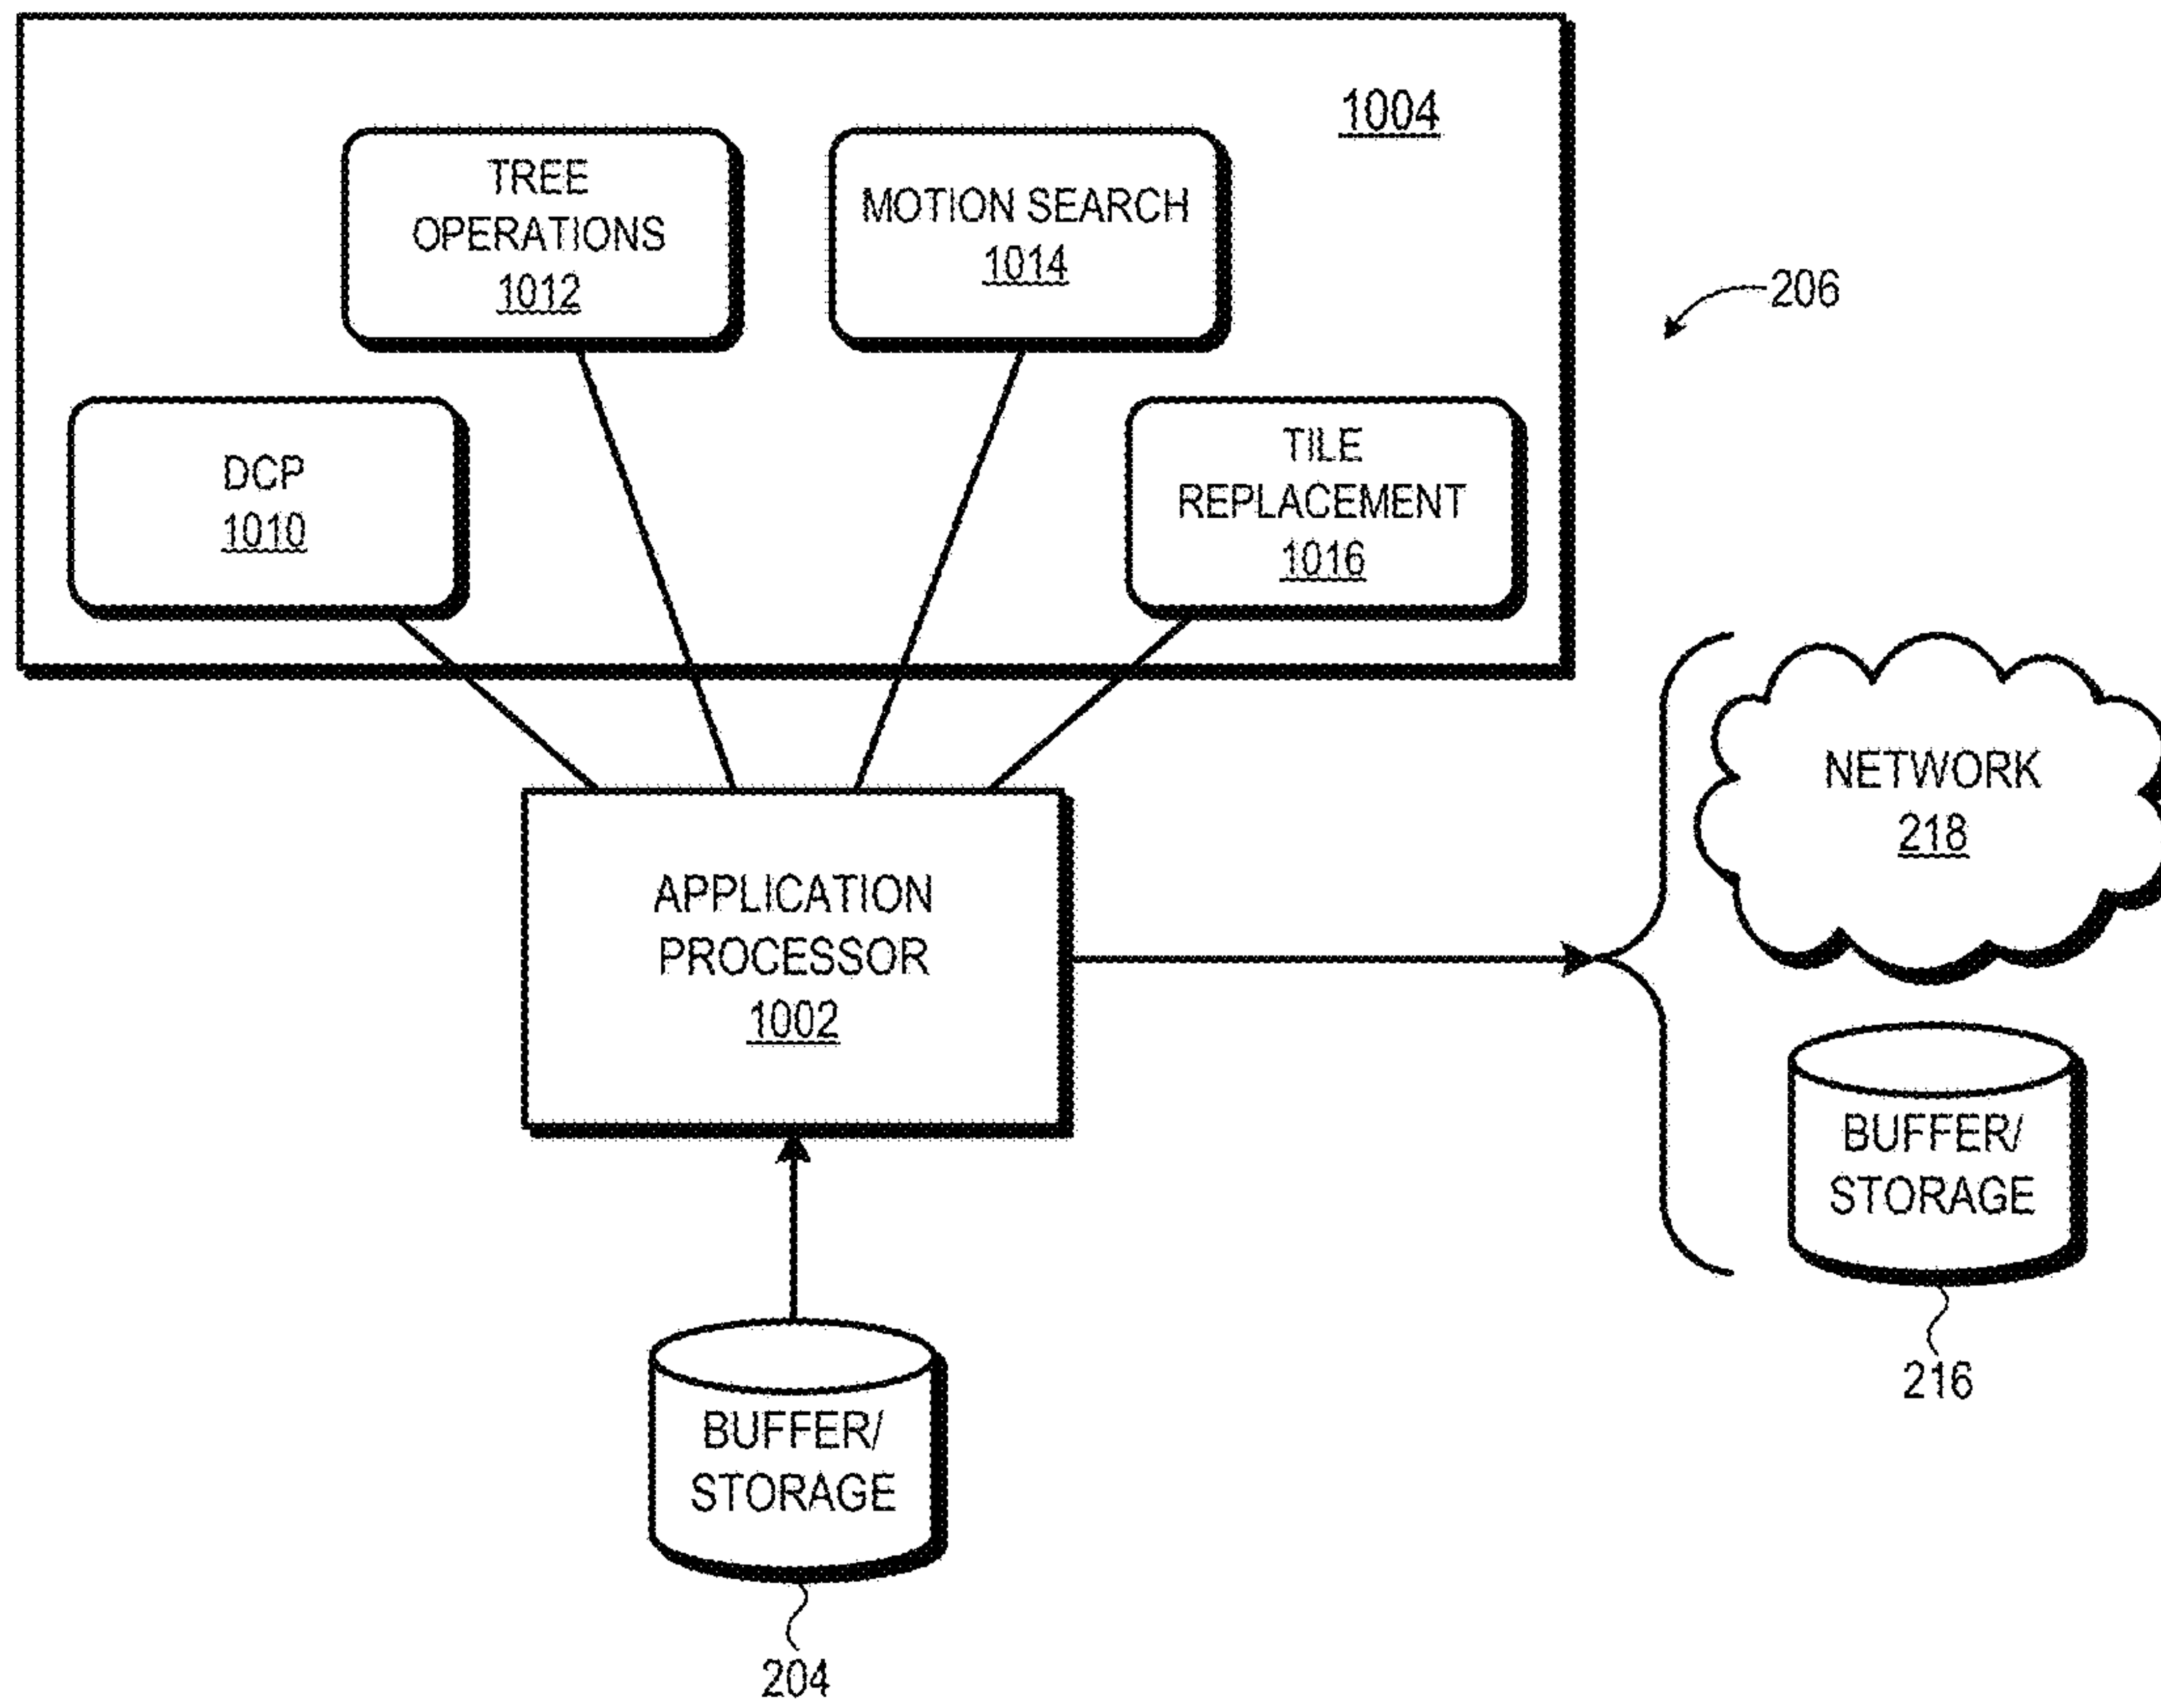 1004
TREE
OPERATIONS
1012
MOTION SEARCH
1014
206
DCP
1010
TILE
REPLACEMENT
1016
NETWORK
218
APPLICATION
PROCESSOR
1002
BUFFER/
STORAGE
216
BUFFER/
STORAGE
204